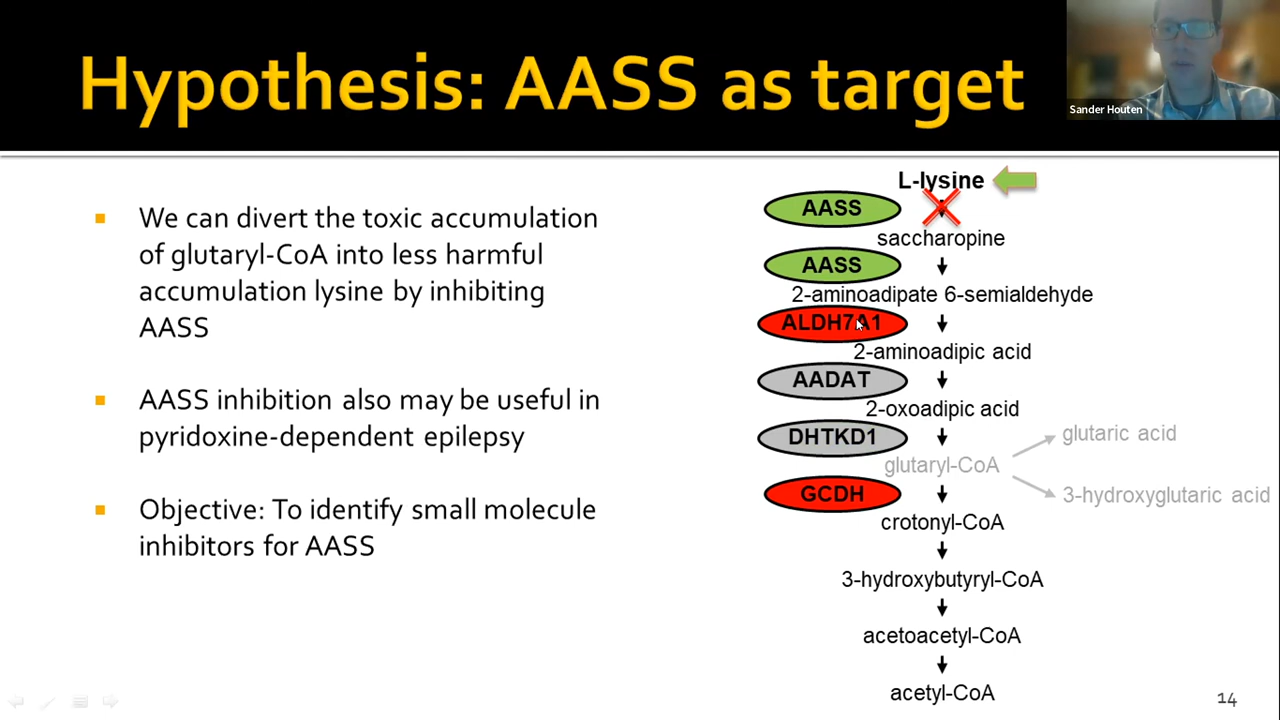 Hypothesis: AASS as target
Sander Houten
We can divert the toxic accumulation
of glutaryl-CoA into less harmful
accumulation lysine by inhibiting
AASS
AASS inhibition also may be useful in
pyridoxine-dependent epilepsy
Objective: To identify small molecule
inhibitors for AASS
L-lysine
AASS
saccharopine
AASS
2-aminoadipate 6-semialdehyde
ALDH7A1
2-aminoadipic acid
AADAT
2-oxoadipic acid
DHTKD1
glutaric acid
glutaryl-CoA
GCDH
3-hydroxyglutaric acid
crotonyl-CoA
3-hydroxybutyryl-CoA
acetoacetyl-CoA
acetyl-CoA
14